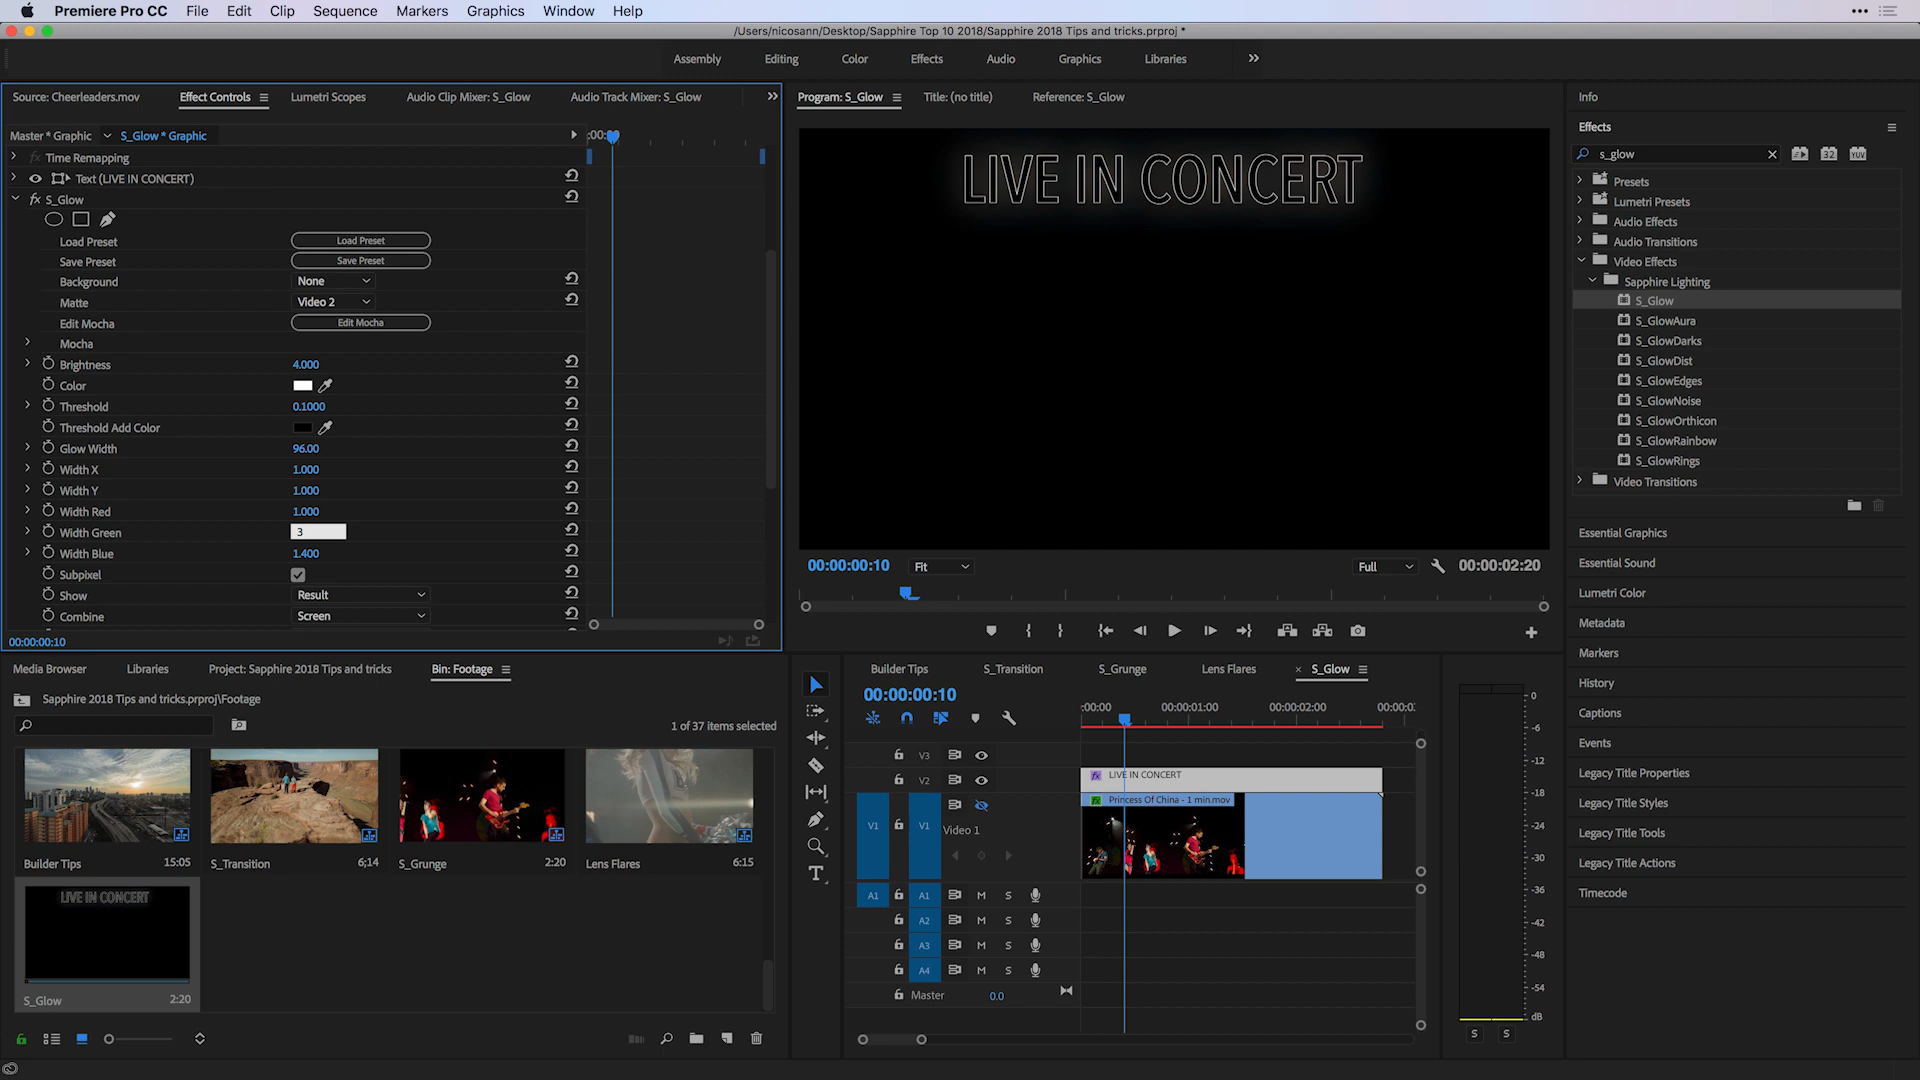 Premiere Pro CC File Edit Clip Sequence Markers Graphics Window Help
/Users/nicosann/Desktop/Sapphire Top 10 2018/Sapphire 2018 Tips and tricks.prproj *
Assembly Editing Color Effects Audio Graphics Libraries
Source: Cheerleaders.mov Effect Controls Lumetri Scopes Audio Clip Mixer: S_Glow Audio Track Mixer: S_Glow
Master * Graphic S_Glow * Graphic
Time Remapping
Text (LIVE IN CONCERT)
fx S_Glow
Load Preset Load Preset
Save Preset Save Preset
Background None
Matte Video 2
Edit Mocha Edit Mocha
Mocha
Brightness 4.000
Color
Threshold 0.1000
Threshold Add Color
Glow Width 96.00
Width X 1.000
Width Y 1.000
Width Red 1.000
Width Green 3
Width Blue 1.400
Subpixel
Show Result
Combine Screen
00:00:00:10
Program: S_Glow Title: (no title) Reference: S_Glow
LIVE IN CONCERT
00:00:00:10 Fit Full 00:00:02:20
Info
Effects
s_glow 32 YUV
Presets
Lumetri Presets
Audio Effects
Audio Transitions
Video Effects
Sapphire Lighting
S_Glow
S_GlowAura
S_GlowDarks
S_GlowDist
S_GlowEdges
S_GlowNoise
S_GlowOrthicon
S_GlowRainbow
S_GlowRings
Video Transitions
Essential Graphics
Essential Sound
Lumetri Color
Metadata
Markers
History
Captions
Events
Legacy Title Properties
Legacy Title Styles
Legacy Title Tools
Legacy Title Actions
Timecode
Media Browser Libraries Project: Sapphire 2018 Tips and tricks Bin: Footage
Sapphire 2018 Tips and tricks.prproj\Footage
1 of 37 items selected
Builder Tips 15:05 S_Transition 6;14 S_Grunge 2:20 Lens Flares 6:15
LIVE IN CONCERT
S_Glow 2:20
Builder Tips S_Transition S_Grunge Lens Flares × S_Glow
00:00:00:10
:00:00 00:00:01:00 00:00:02:00
V3
V2 fx LIVE IN CONCERT
V1 V1 fx Princess Of China - 1 min.mov
Video 1
A1 A1 M S
A2 M S
A3 M S
A4 M S
Master 0.0
0
-6
-12
-18
-24
-30
-36
-42
-48
-54
dB
S S